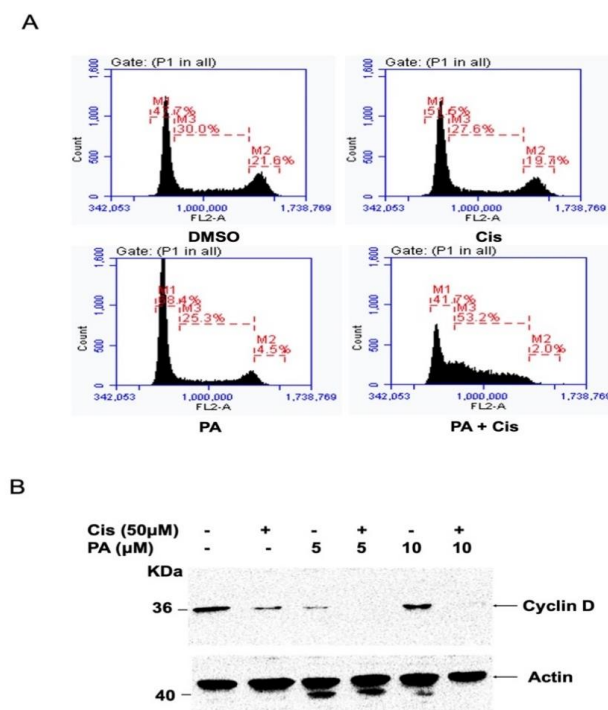 A
Gate: (P1 in all)
1,600
1,000
500
0
Count
M1
M3
30.0%
M2
21.6%
342,053 1,000,000 1,738,769
FL2-A
DMSO
Gate: (P1 in all)
1,600
1,000
500
0
Count
M1
M3
27.6%
M2
19.7%
342,053 1,000,000 1,738,769
FL2-A
Cis
Gate: (P1 in all)
1,600
1,000
500
0
Count
M1
M3
25.3%
M2
4.5%
342,053 1,000,000 1,738,769
FL2-A
PA
Gate: (P1 in all)
1,600
1,000
500
0
Count
M1
41.7%
M3
53.2%
M2
2.0%
342,053 1,000,000 1,738,769
FL2-A
PA + Cis
B
Cis (50µM) - + - + - +
PA (µM) - - 5 5 10 10
KDa
36
Cyclin D
Actin
40